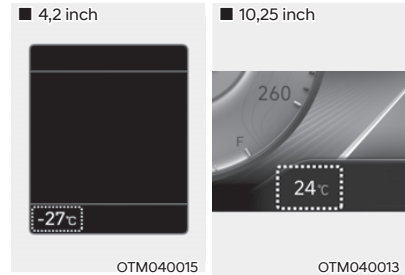 ■ 4,2 inch
-27℃
OTM040015
■ 10,25 inch
260
F
24℃
OTM040013